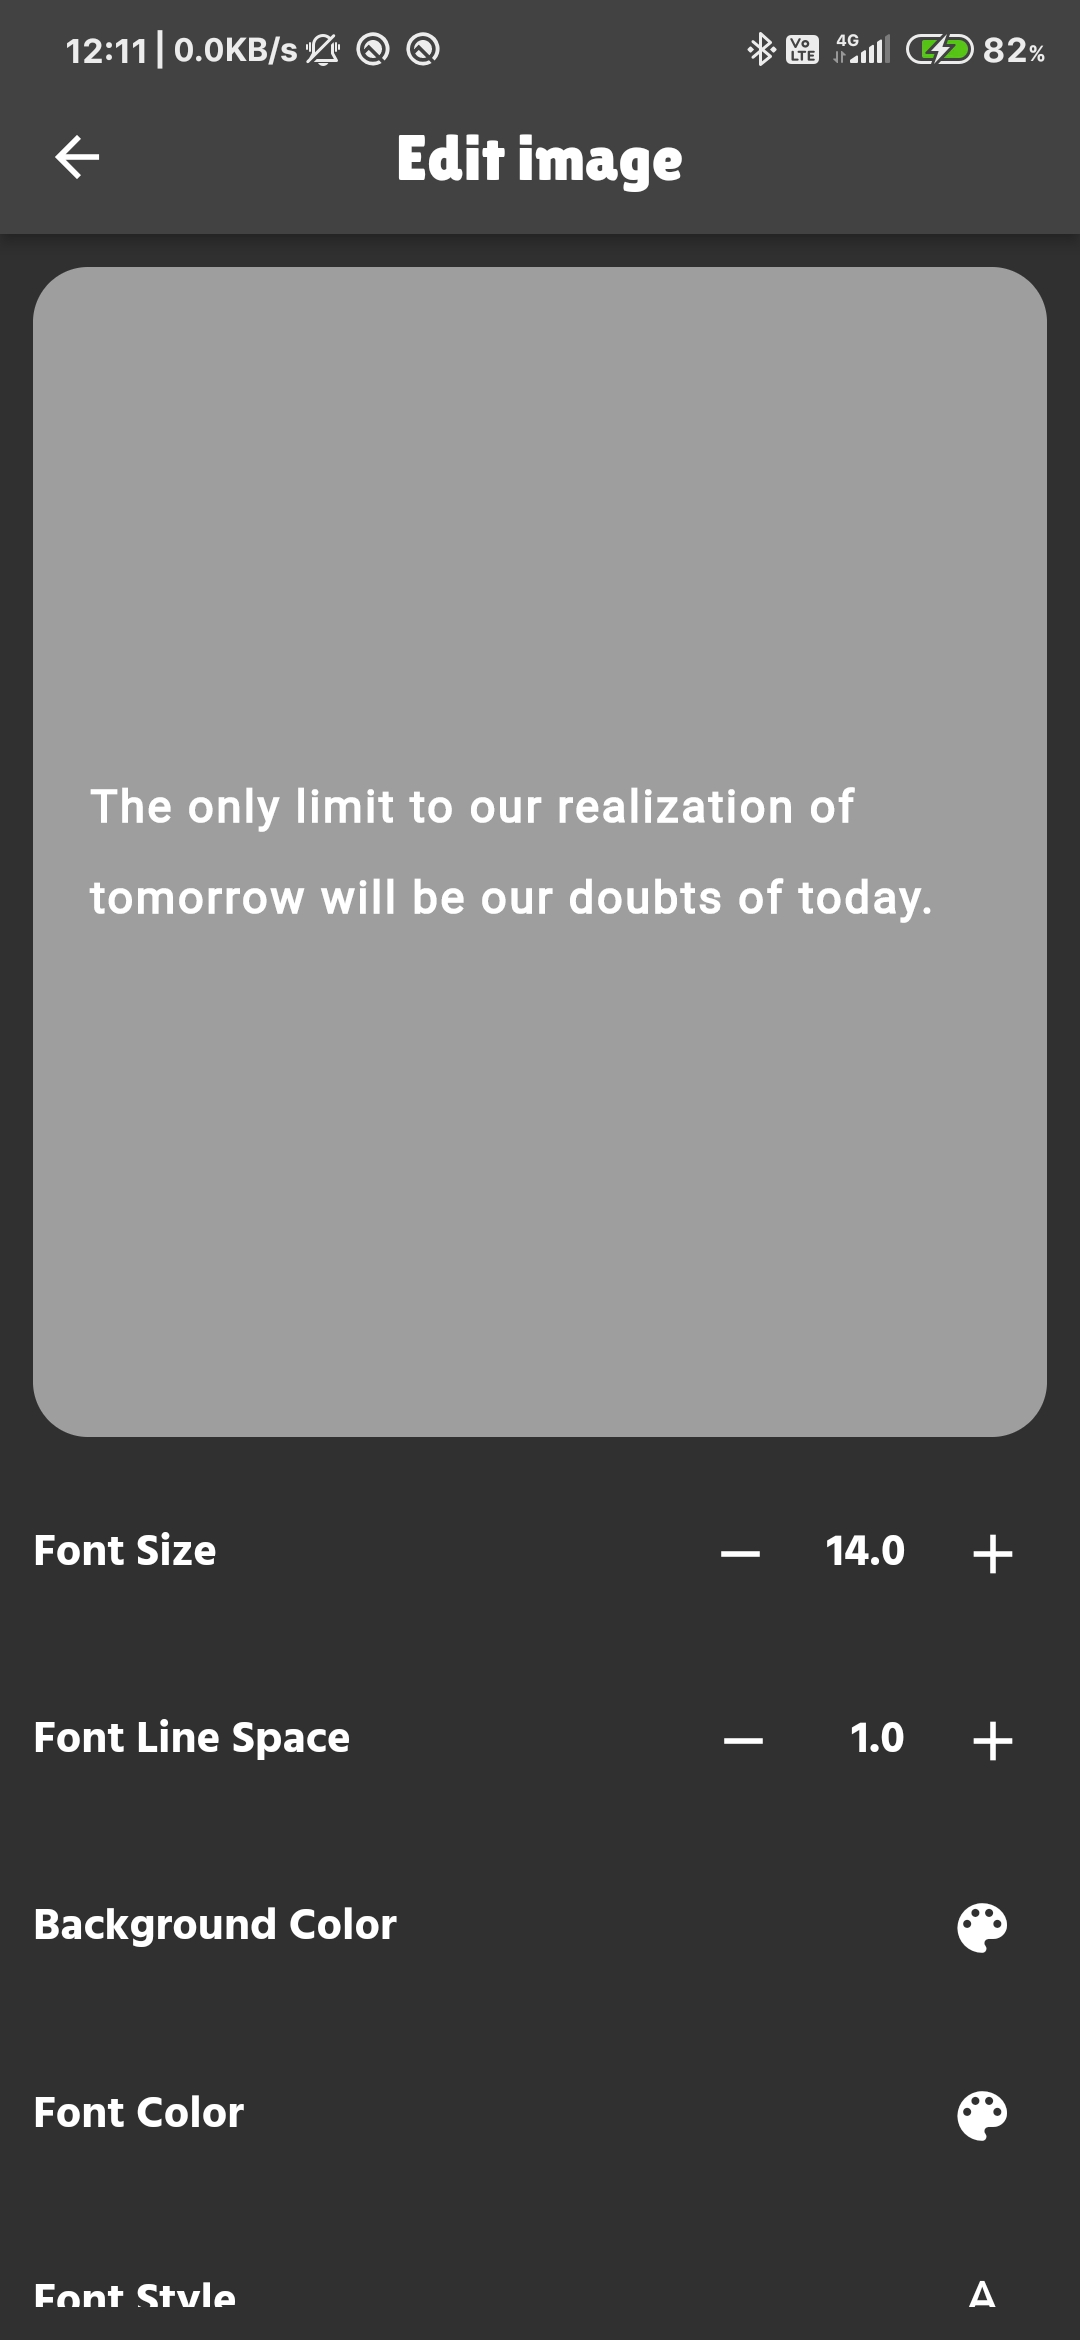 12:11 | 0.0KB/s Vo LTE 4G 82%
Edit image
The only limit to our realization of
tomorrow will be our doubts of today.
Font Size 14.0
Font Line Space 1.0
Background Color
Font Color
Font Style A